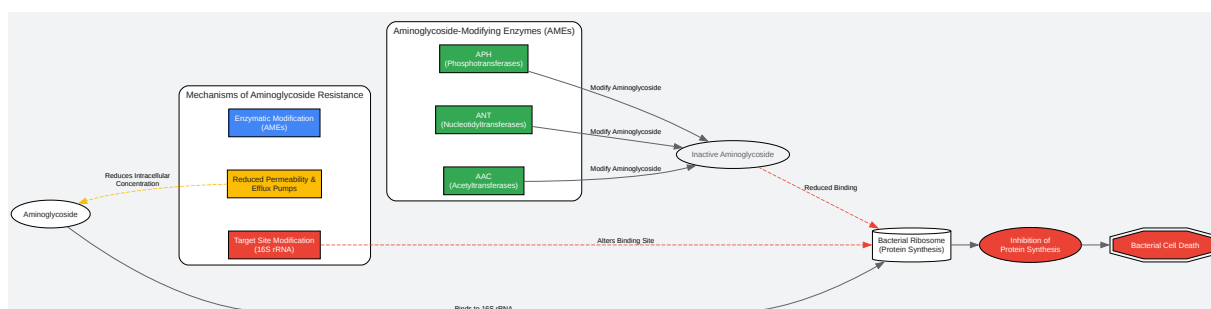 Aminoglycoside-Modifying Enzymes (AMEs)
APH
(Phosphotransferases)
Modify Aminoglycoside
Mechanisms of Aminoglycoside Resistance
Enzymatic Modification
(AMEs)
ANT
(Nucleotidyltransferases)
Modify Aminoglycoside
Inactive Aminoglycoside
Reduces Intracellular
Concentration
Reduced Permeability &
Efflux Pumps
AAC
(Acetyltransferases)
Modify Aminoglycoside
Reduced Binding
Aminoglycoside
Target Site Modification
(16S rRNA)
Alters Binding Site
Bacterial Ribosome
(Protein Synthesis)
Inhibition of
Protein Synthesis
Bacterial Cell Death
Binds to 16S rRNA